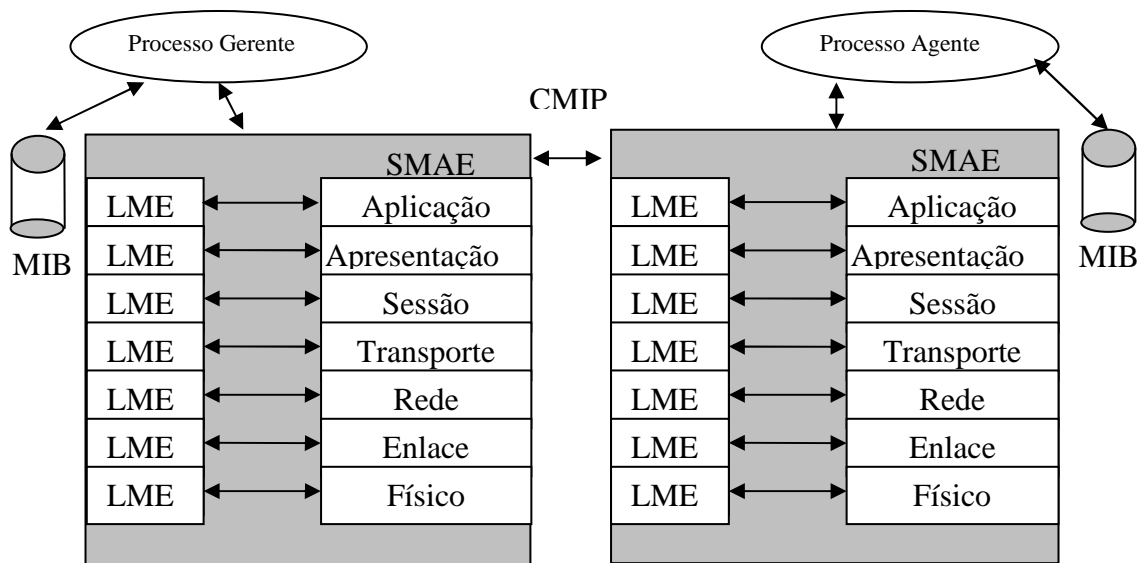 Processo Gerente
Processo Agente
CMIP
SMAE
SMAE
LME Aplicação
LME Aplicação
MIB
LME Apresentação
LME Apresentação
MIB
LME Sessão
LME Sessão
LME Transporte
LME Transporte
LME Rede
LME Rede
LME Enlace
LME Enlace
LME Físico
LME Físico